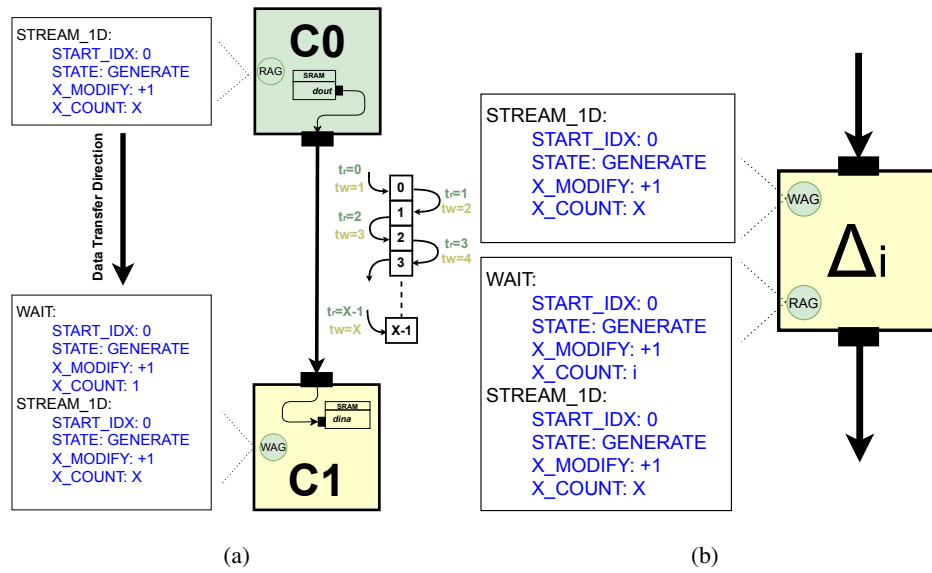 STREAM_1D:
START_IDX: 0
STATE: GENERATE
X_MODIFY: +1
X_COUNT: X
C0
RAG
SRAM
dout
Data Transfer Direction
tr=0
tw=1
0
tr=1
tw=2
1
tr=2
tw=3
2
tr=3
tw=4
3
tr=X-1
tw=X
X-1
WAIT:
START_IDX: 0
STATE: GENERATE
X_MODIFY: +1
X_COUNT: 1
STREAM_1D:
START_IDX: 0
STATE: GENERATE
X_MODIFY: +1
X_COUNT: X
SRAM
dina
WAG
C1
(a)
STREAM_1D:
START_IDX: 0
STATE: GENERATE
X_MODIFY: +1
X_COUNT: X
WAG
Δi
RAG
WAIT:
START_IDX: 0
STATE: GENERATE
X_MODIFY: +1
X_COUNT: i
STREAM_1D:
START_IDX: 0
STATE: GENERATE
X_MODIFY: +1
X_COUNT: X
(b)